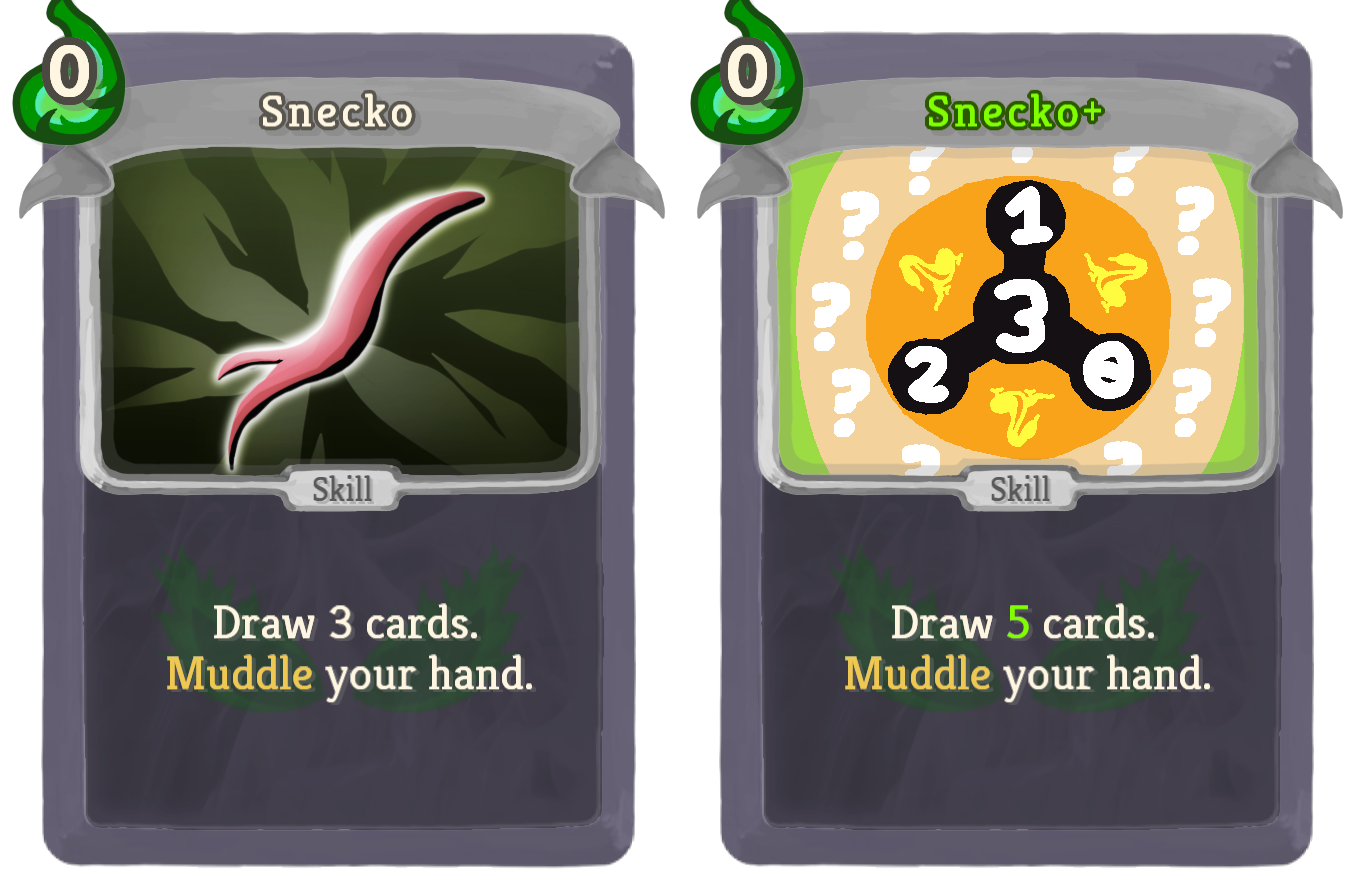 0
Snecko
Skill
Draw 3 cards.
Muddle your hand.
0
Snecko+
? ? ?
? 1 ?
? 3 ?
? 2 0 ?
? ?
Skill
Draw 5 cards.
Muddle your hand.